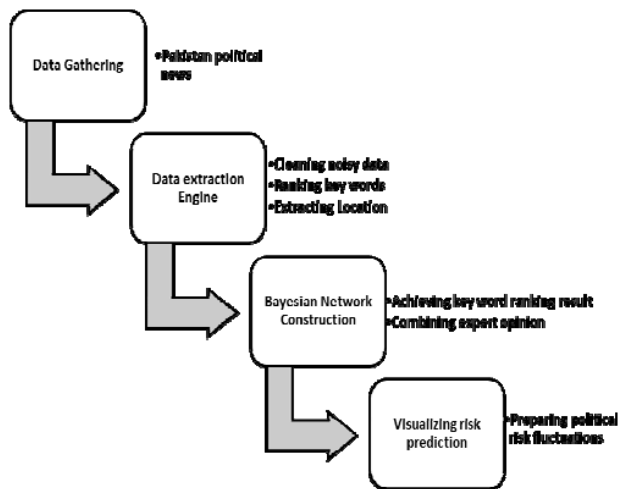 Data Gathering
•Pakistan political
news
Data extraction
Engine
•Cleaning noisy data
•Ranking key words
•Extracting Location
Bayesian Network
Construction
•Achieving key word ranking result
•Combining expert opinion
Visualizing risk
prediction
•Preparing political
risk fluctuations